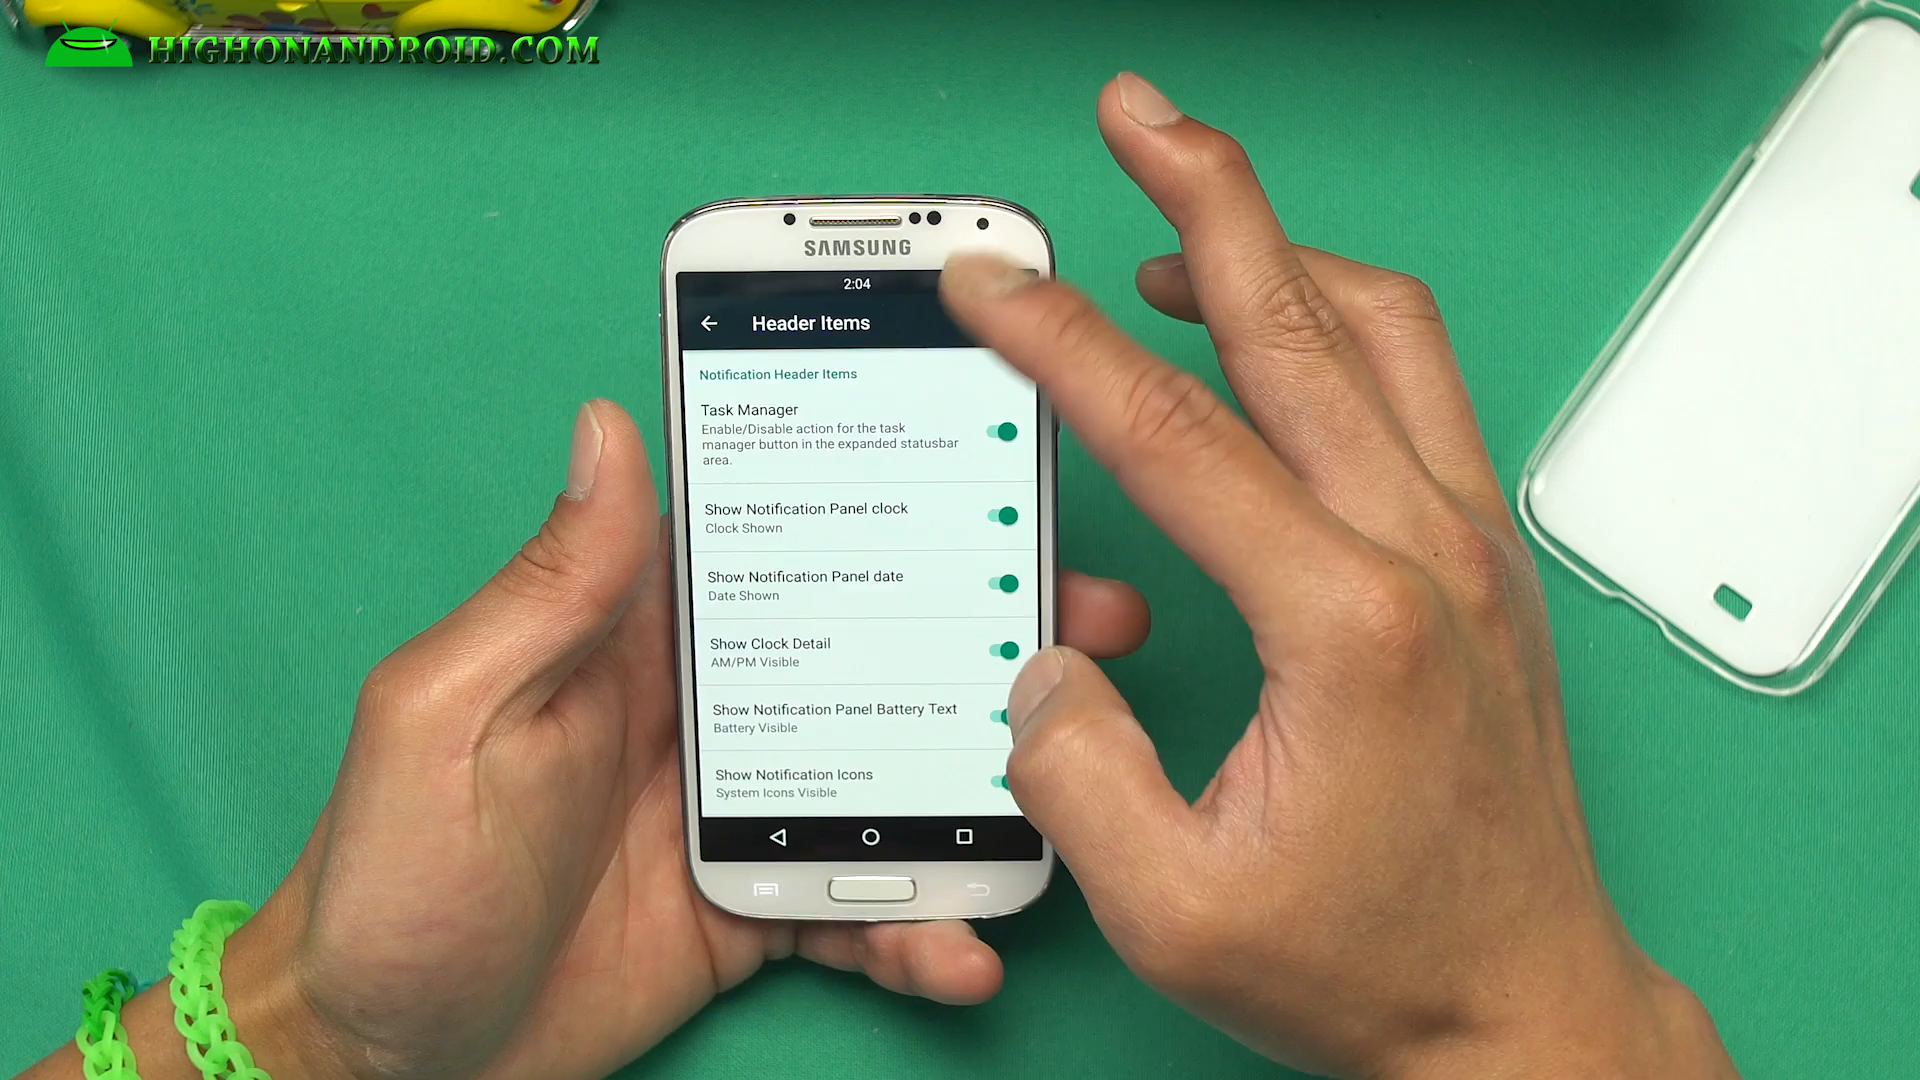 HIGHONANDROID.COM
SAMSUNG
2:04
Header Items
Notification Header Items
Task Manager
Enable/Disable action for the task
manager button in the expanded statusbar
area.
Show Notification Panel clock
Clock Shown
Show Notification Panel date
Date Shown
Show Clock Detail
AM/PM Visible
Show Notification Panel Battery Text
Battery Visible
Show Notification Icons
System Icons Visible